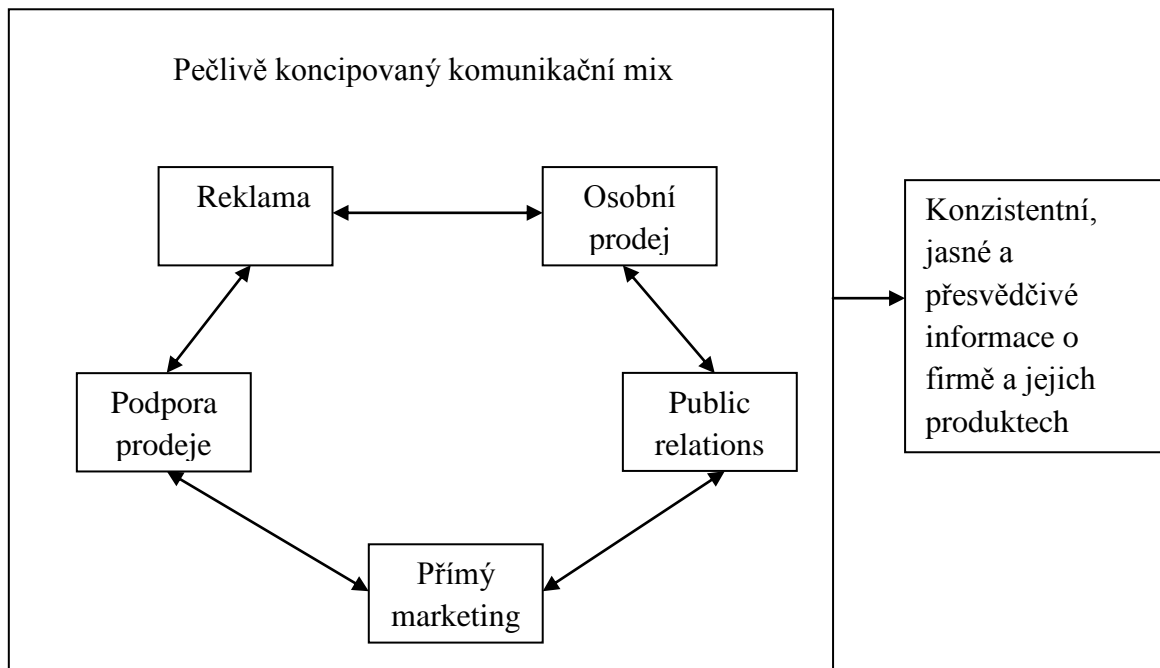 Pečlivě koncipovaný komunikační mix
Reklama
Osobní
prodej
Konzistentní,
jasné a
přesvědčivé
informace o
firmě a jejich
produktech
Podpora
prodeje
Public
relations
Přímý
marketing